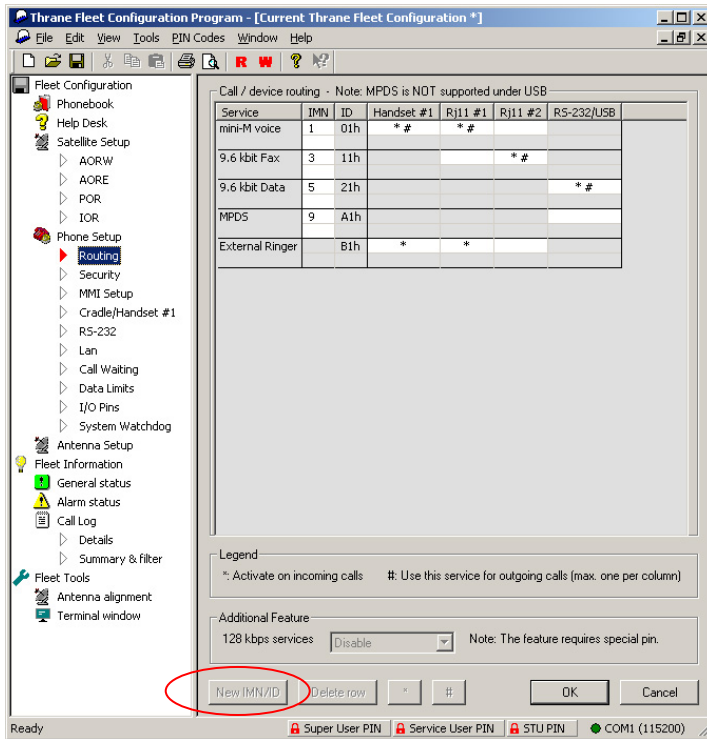 Thrane Fleet Configuration Program - [Current Thrane Fleet Configuration *]
File Edit View Tools PIN Codes Window Help
R W
Fleet Configuration
Phonebook
Help Desk
Satellite Setup
AORW
AORE
POR
IOR
Phone Setup
Routing
Security
MMI Setup
Cradle/Handset #1
RS-232
Lan
Call Waiting
Data Limits
I/O Pins
System Watchdog
Antenna Setup
Fleet Information
General status
Alarm status
Call Log
Details
Summary & filter
Fleet Tools
Antenna alignment
Terminal window
Call / device routing - Note: MPDS is NOT supported under USB
Service IMN ID Handset #1 Rj11 #1 Rj11 #2 RS-232/USB
mini-M voice 1 01h * # * #
9.6 kbit Fax 3 11h * #
9.6 kbit Data 5 21h * #
MPDS 9 A1h
External Ringer B1h * *
Legend
*: Activate on incoming calls #: Use this service for outgoing calls (max. one per column)
Additional Feature
128 kbps services Disable Note: The feature requires special pin.
New IMN/ID Delete row * # OK Cancel
Ready Super User PIN Service User PIN STU PIN COM1 (115200)